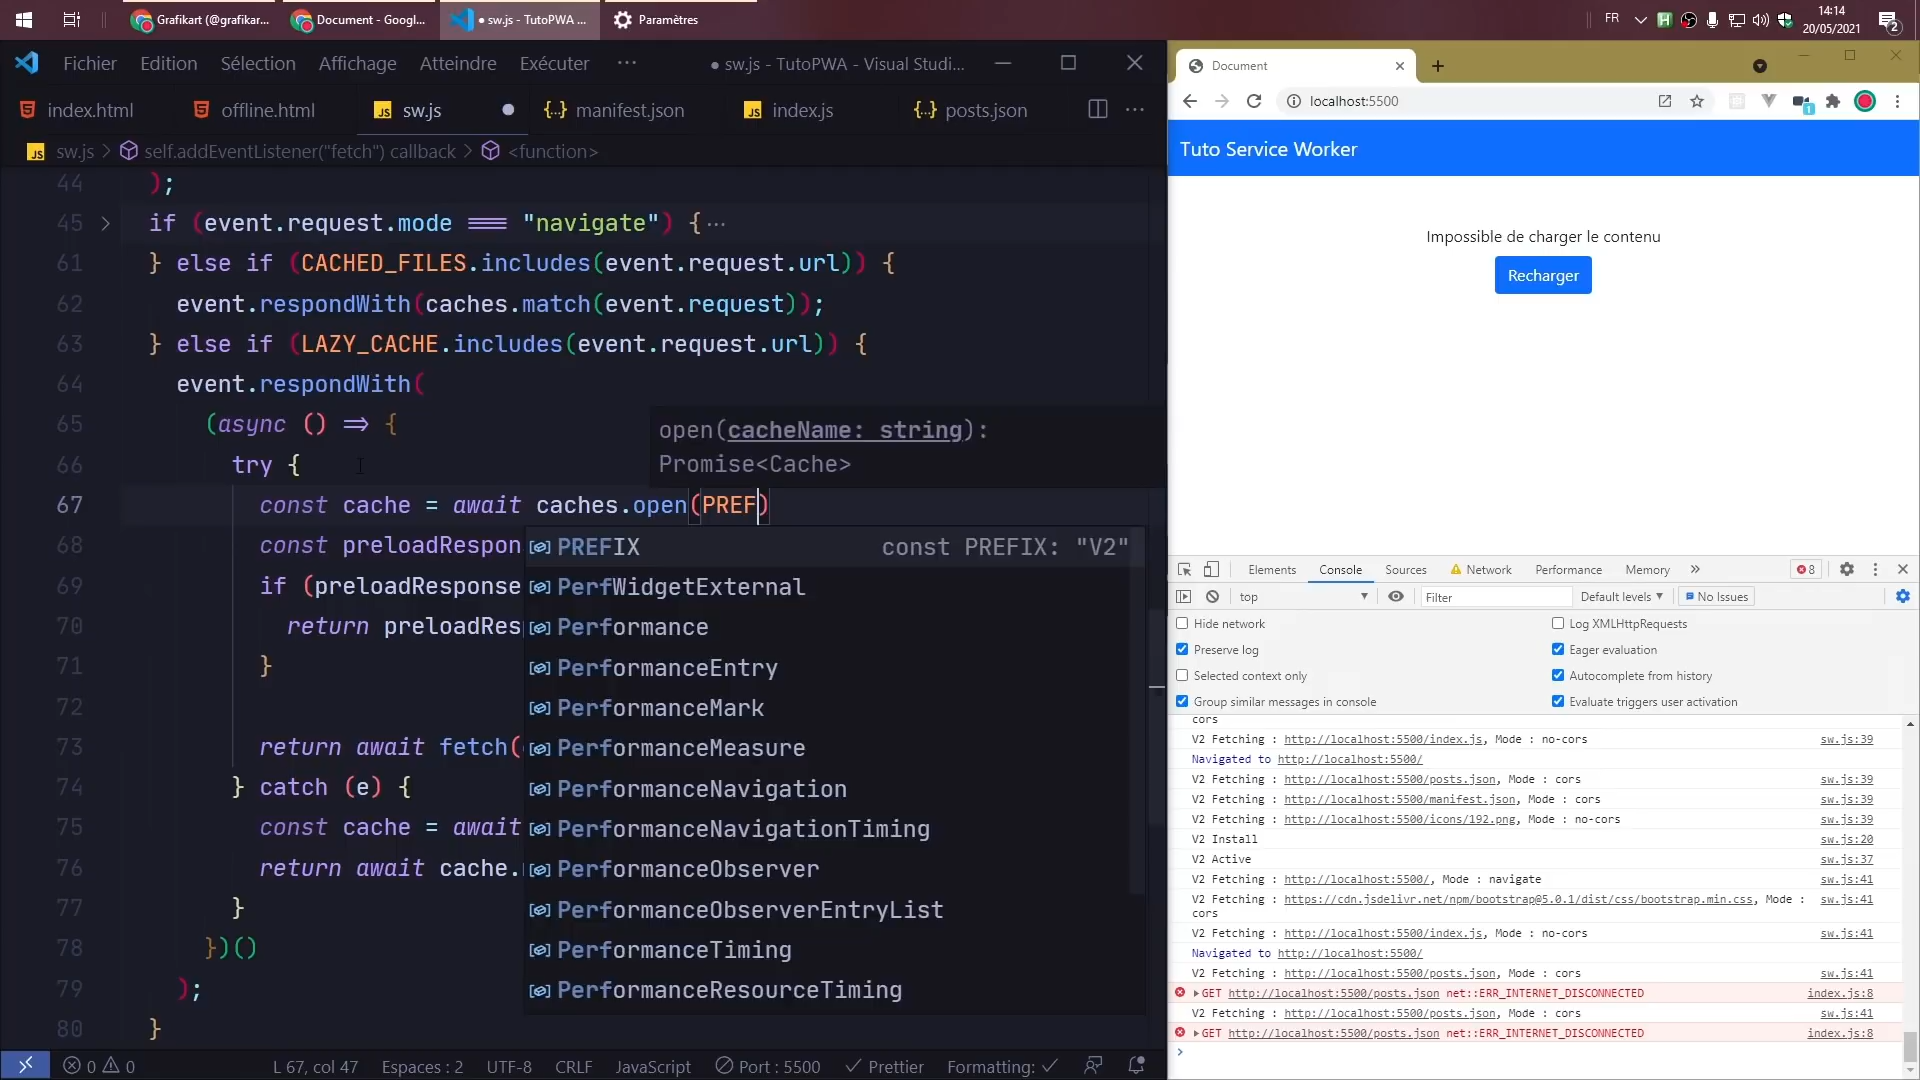 Grafikart (@grafikar...
Document - Googl...
● sw.js - TutoPWA ...
Paramètres
FR
14:14
20/05/2021
2
Fichier Edition Sélection Affichage Atteindre Exécuter ···
● sw.js - TutoPWA - Visual Studi...
index.html
offline.html
JS sw.js
{..} manifest.json
JS index.js
{} posts.json
JS sw.js > self.addEventListener("fetch") callback > <function>
44 );
45 if (event.request.mode === "navigate") {···
61 } else if (CACHED_FILES.includes(event.request.url)) {
62 event.respondWith(caches.match(event.request));
63 } else if (LAZY_CACHE.includes(event.request.url)) {
64 event.respondWith(
65 (async () => {
open(cacheName: string):
Promise<Cache>
66 try {
67 const cache = await caches.open(PREF)
68 const preloadRespon
69 if (preloadResponse
70 return preloadResp
71 }
72
73 return await fetch(
74 } catch (e) {
75 const cache = await
76 return await cache.
77 }
78 })()
79 );
80 }
PREFIX const PREFIX: "V2"
PerfWidgetExternal
Performance
PerformanceEntry
PerformanceMark
PerformanceMeasure
PerformanceNavigation
PerformanceNavigationTiming
PerformanceObserver
PerformanceObserverEntryList
PerformanceTiming
PerformanceResourceTiming
0 0
L 67, col 47
Espaces : 2
UTF-8
CRLF
JavaScript
Port : 5500
Prettier
Formatting:
Document
localhost:5500
1
Tuto Service Worker
Impossible de charger le contenu
Recharger
Elements Console Sources Network Performance Memory » 8
top Filter Default levels No Issues
Hide network
Log XMLHttpRequests
Preserve log
Eager evaluation
Selected context only
Autocomplete from history
Group similar messages in console
Evaluate triggers user activation
cors
V2 Fetching : http://localhost:5500/index.js, Mode : no-cors sw.js:39
Navigated to http://localhost:5500/
V2 Fetching : http://localhost:5500/posts.json, Mode : cors sw.js:39
V2 Fetching : http://localhost:5500/manifest.json, Mode : cors sw.js:39
V2 Fetching : http://localhost:5500/icons/192.png, Mode : no-cors sw.js:39
V2 Install sw.js:20
V2 Active sw.js:37
V2 Fetching : http://localhost:5500/, Mode : navigate sw.js:41
V2 Fetching : https://cdn.jsdelivr.net/npm/bootstrap@5.0.1/dist/css/bootstrap.min.css, Mode : sw.js:41
cors
V2 Fetching : http://localhost:5500/index.js, Mode : no-cors sw.js:41
Navigated to http://localhost:5500/
V2 Fetching : http://localhost:5500/posts.json, Mode : cors sw.js:41
GET http://localhost:5500/posts.json net::ERR_INTERNET_DISCONNECTED index.js:8
V2 Fetching : http://localhost:5500/posts.json, Mode : cors sw.js:41
GET http://localhost:5500/posts.json net::ERR_INTERNET_DISCONNECTED index.js:8